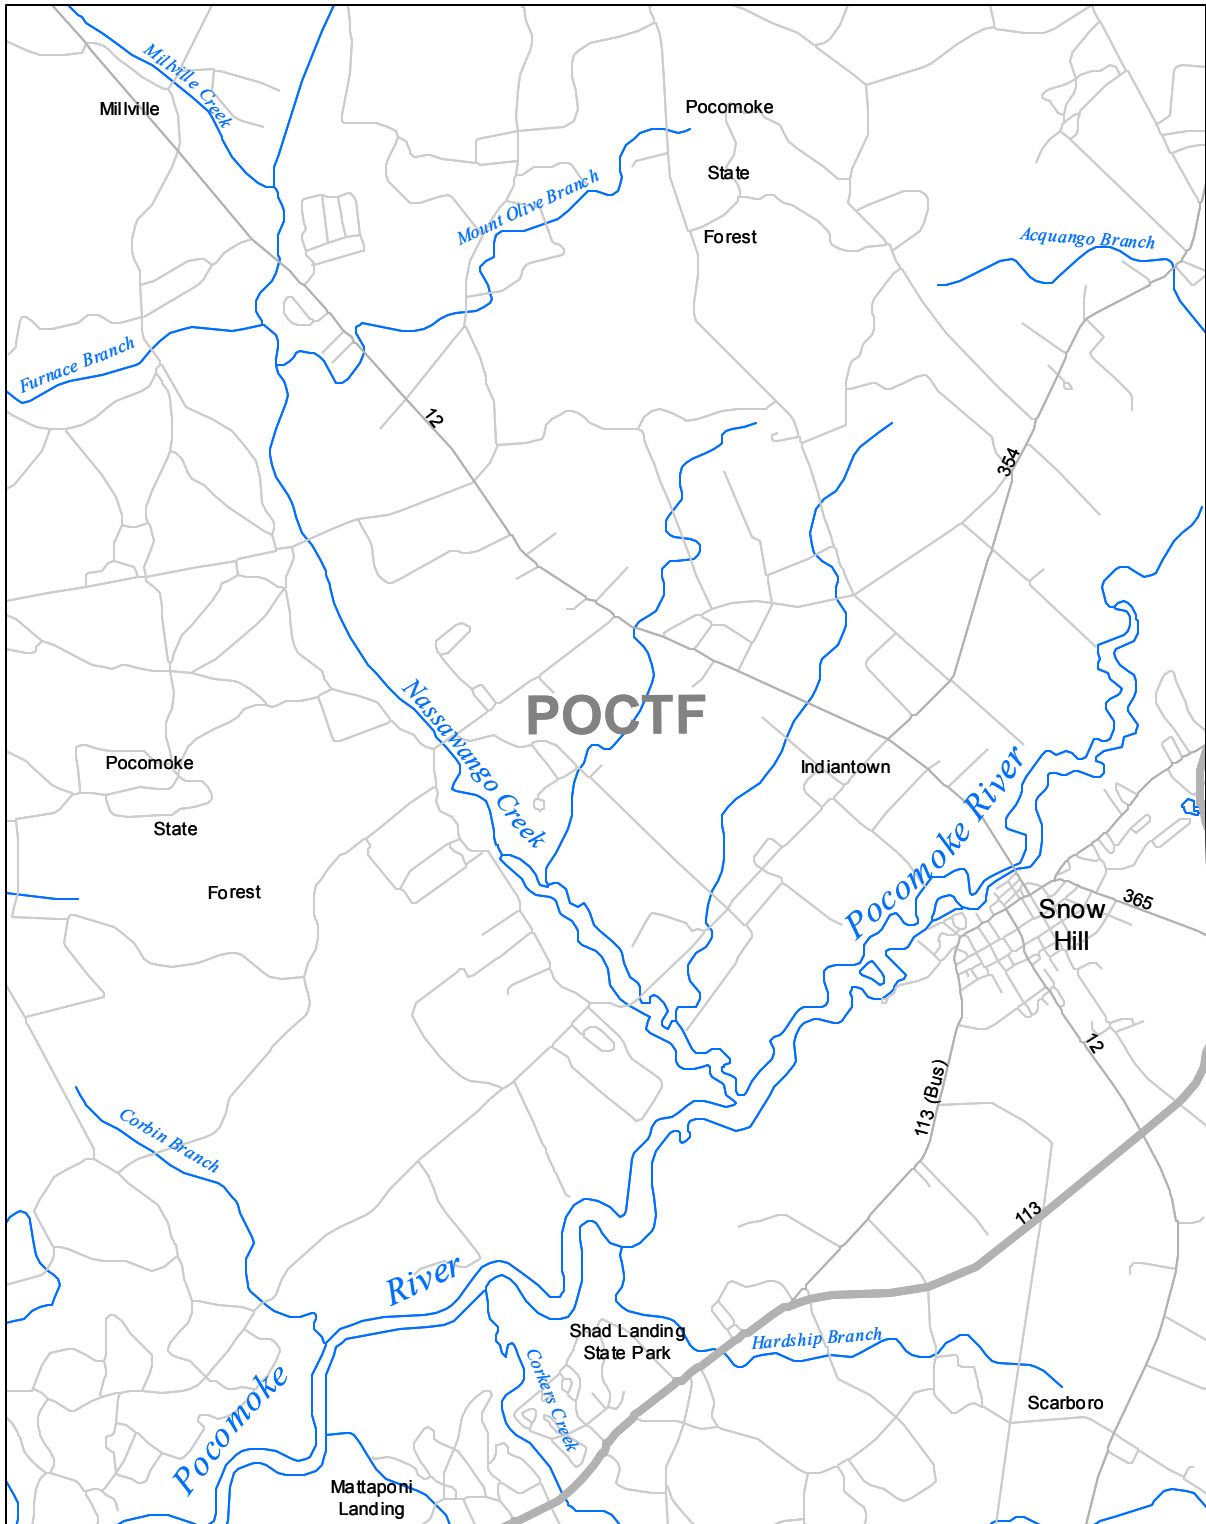 Millville Creek
Millville
Pocomoke
State
Forest
Mount Olive Branch
Acquango Branch
Furnace Branch
12
354
Nassawango Creek
POCTF
Pocomoke
State
Forest
Indiantown
Pocomoke River
365
Snow
Hill
12
113 (Bus)
Corbin Branch
113
River
Shad Landing
State Park
Hardship Branch
Corkers Creek
Scarboro
Pocomoke
Mattaponi
Landing